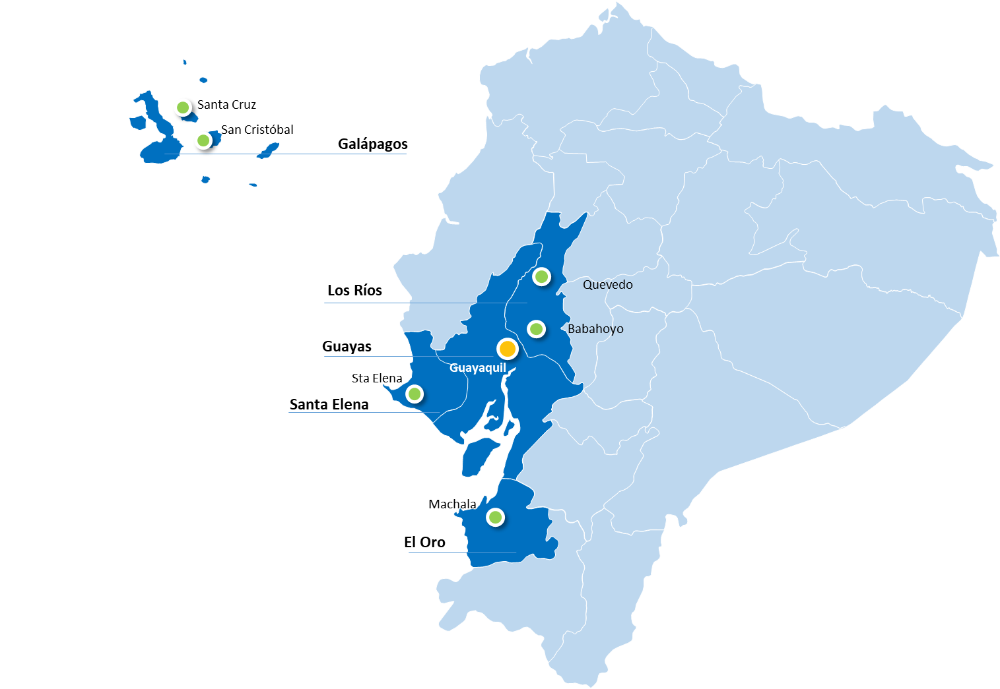 Santa Cruz
San Cristóbal
Galápagos
Quevedo
Los Ríos
Babahoyo
Guayas
Guayaquil
Sta Elena
Santa Elena
Machala
El Oro